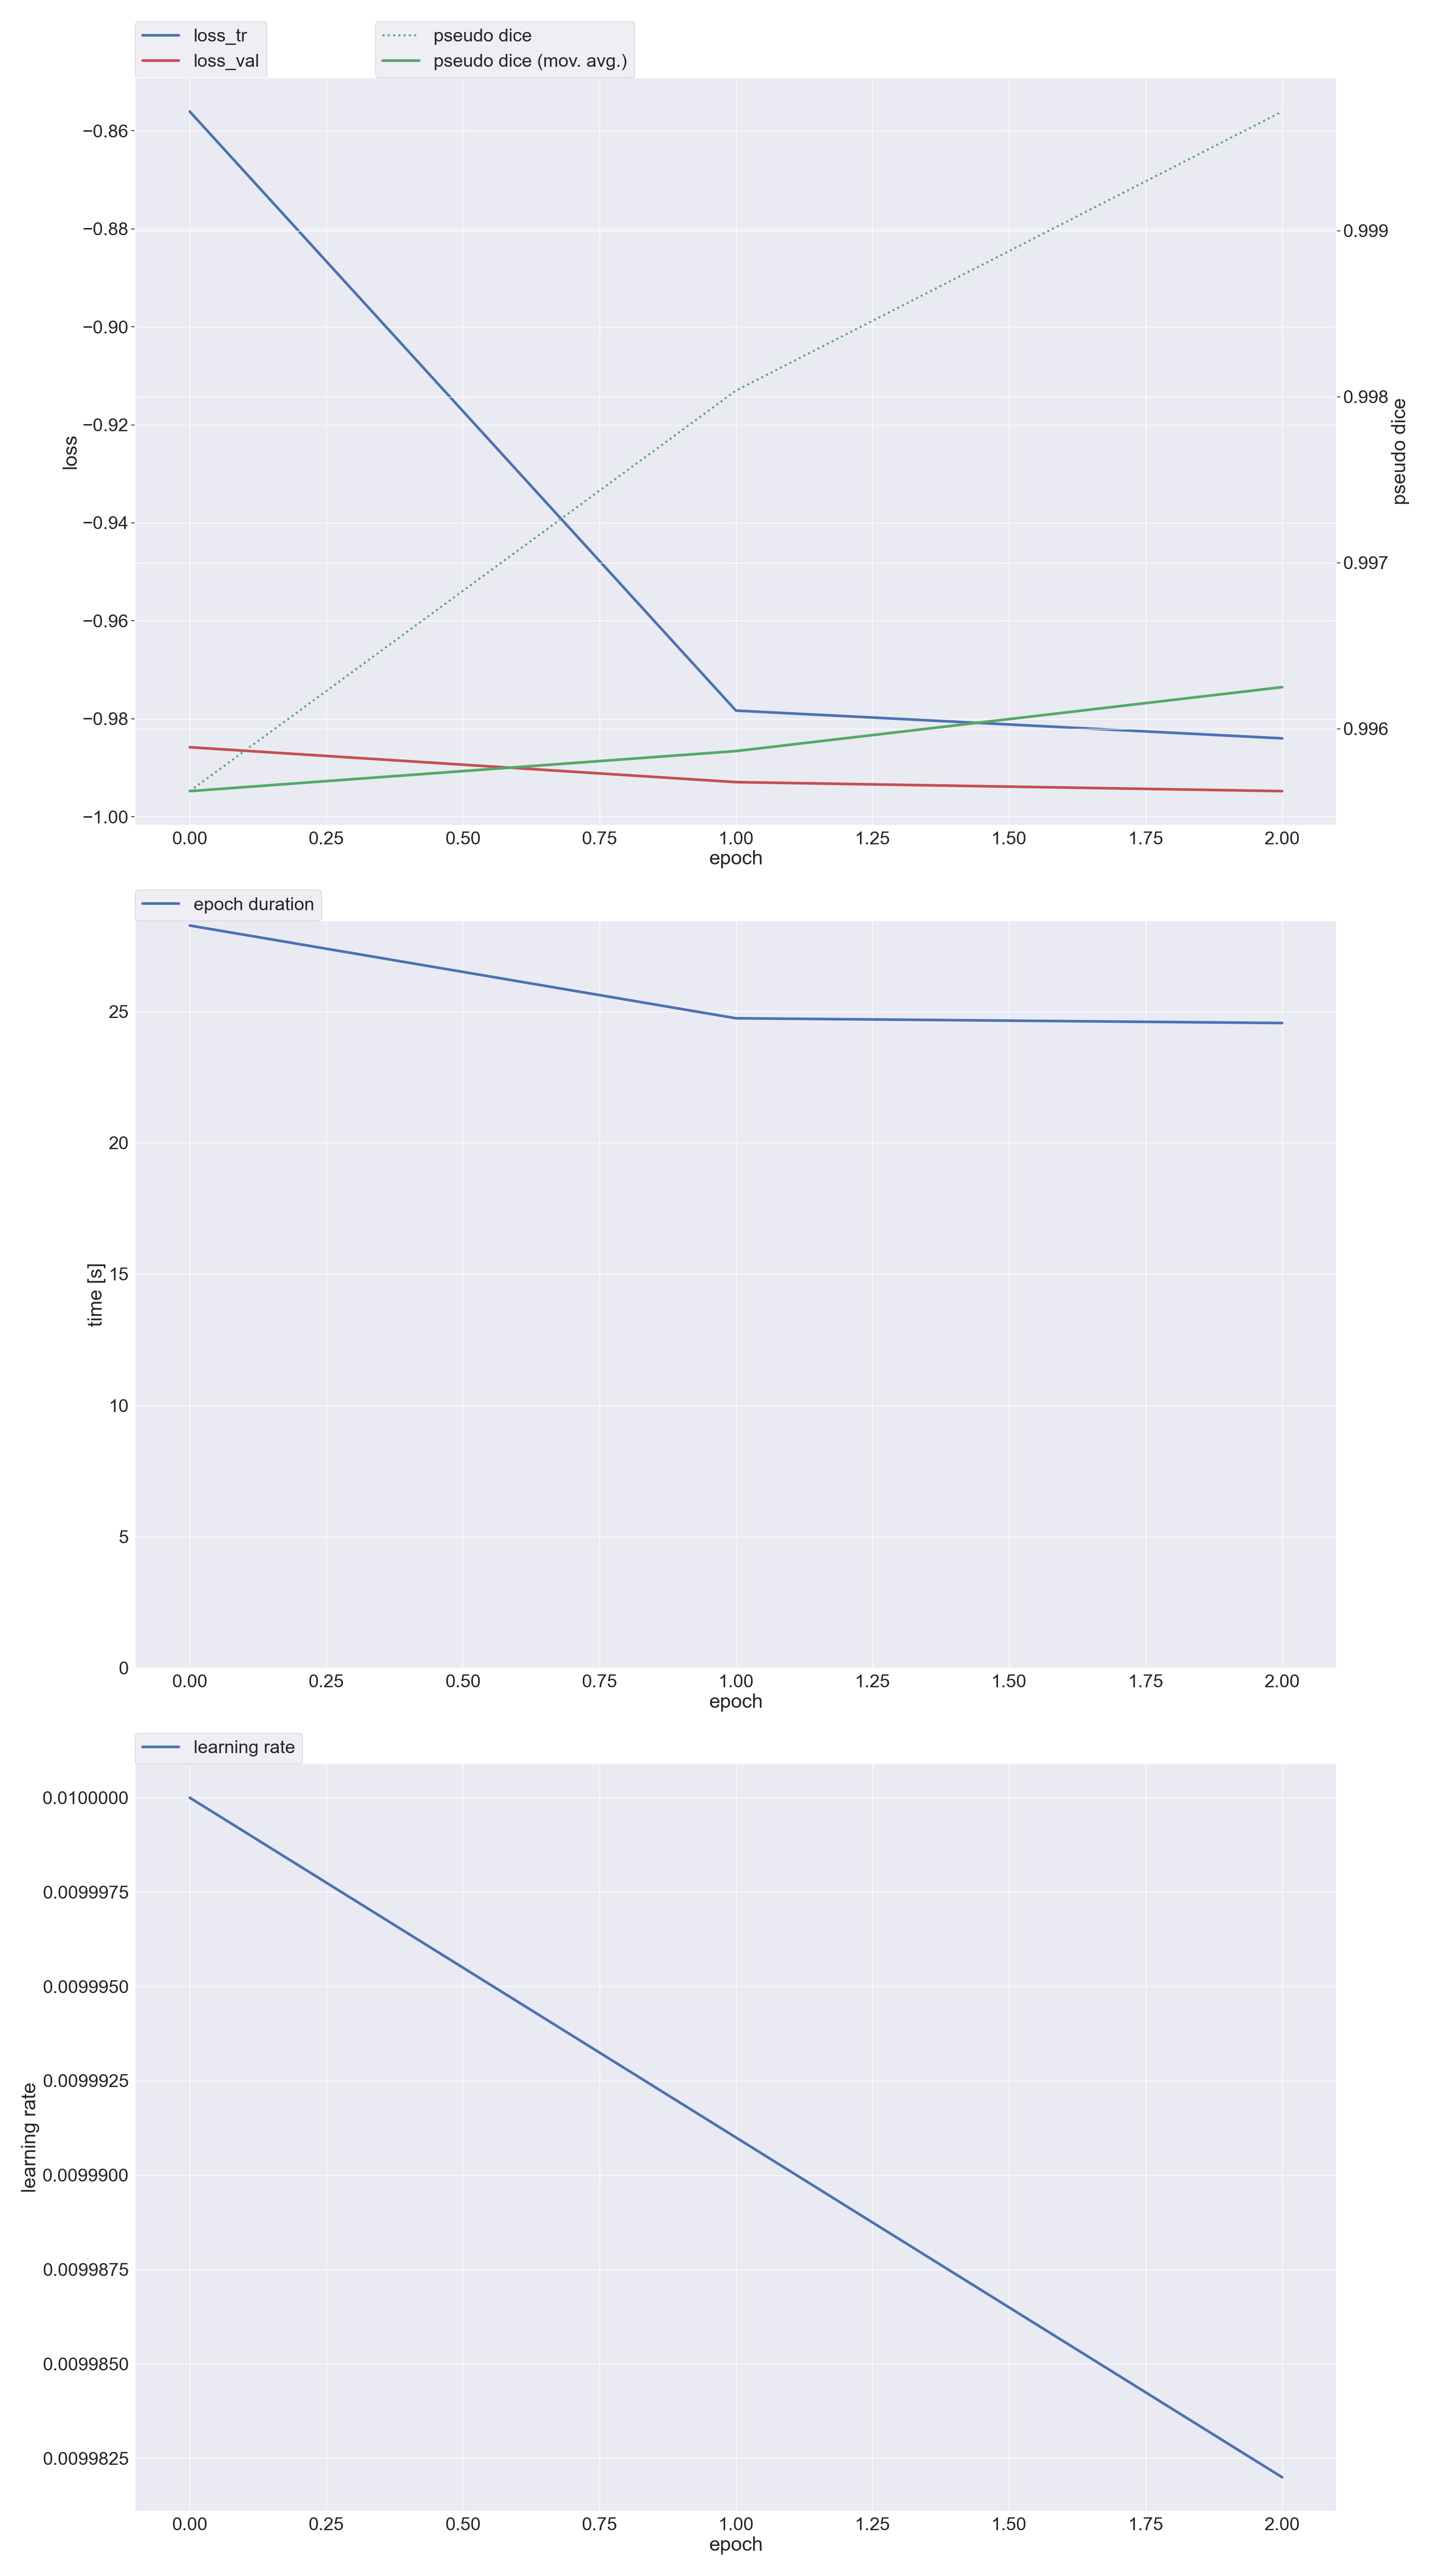 loss_tr
loss_val
pseudo dice
pseudo dice (mov. avg.)
−0.86
−0.88
−0.90
−0.92
−0.94
−0.96
−0.98
−1.00
loss
0.999
0.998
0.997
0.996
pseudo dice
0.00 0.25 0.50 0.75 1.00 1.25 1.50 1.75 2.00
epoch
epoch duration
25
20
15
10
5
0
time [s]
0.00 0.25 0.50 0.75 1.00 1.25 1.50 1.75 2.00
epoch
learning rate
0.0100000
0.0099975
0.0099950
0.0099925
0.0099900
0.0099875
0.0099850
0.0099825
learning rate
0.00 0.25 0.50 0.75 1.00 1.25 1.50 1.75 2.00
epoch